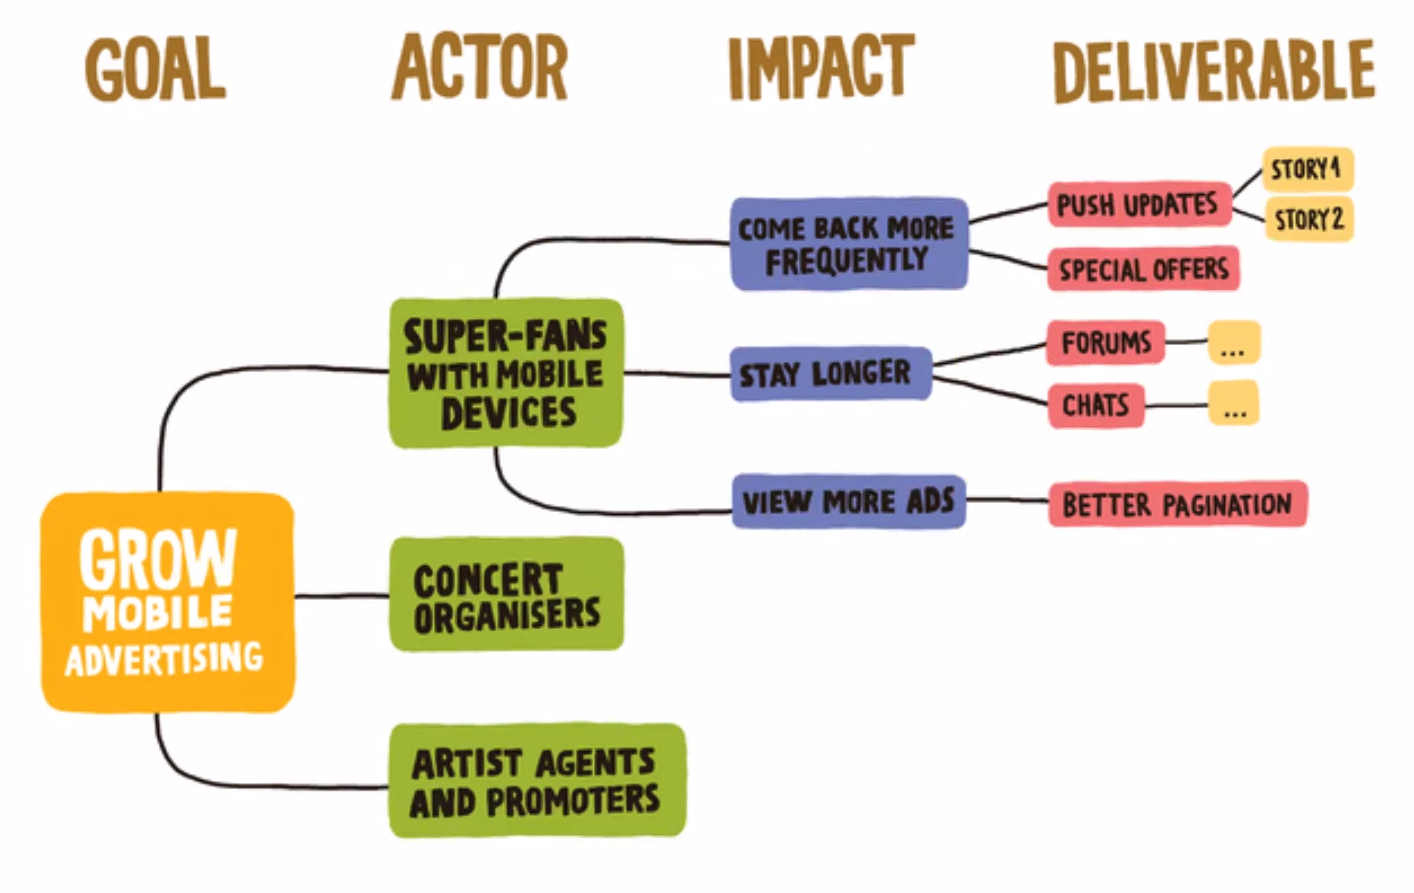 GOAL
ACTOR
IMPACT
DELIVERABLE
STORY 1
PUSH UPDATES
STORY 2
COME BACK MORE
FREQUENTLY
SPECIAL OFFERS
SUPER-FANS
WITH MOBILE
DEVICES
STAY LONGER
FORUMS
...
CHATS
...
VIEW MORE ADS
BETTER PAGINATION
GROW
MOBILE
ADVERTISING
CONCERT
ORGANISERS
ARTIST AGENTS
AND PROMOTERS